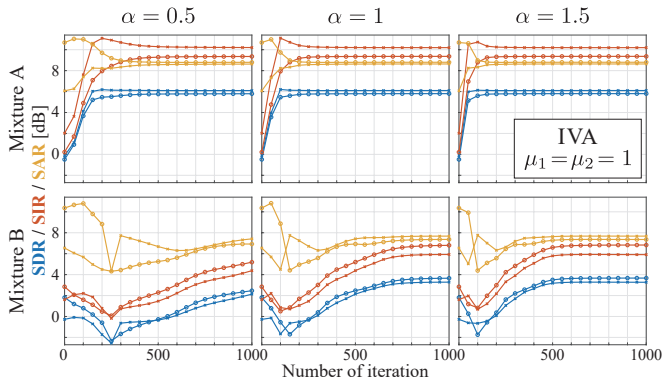 α = 0.5 α = 1 α = 1.5
Mixture A
Mixture B
SDR / SIR / SAR [dB]
8
4
0
IVA
μ₁ = μ₂ = 1
8
4
0
0 500 1000 500 1000 500 1000
Number of iteration